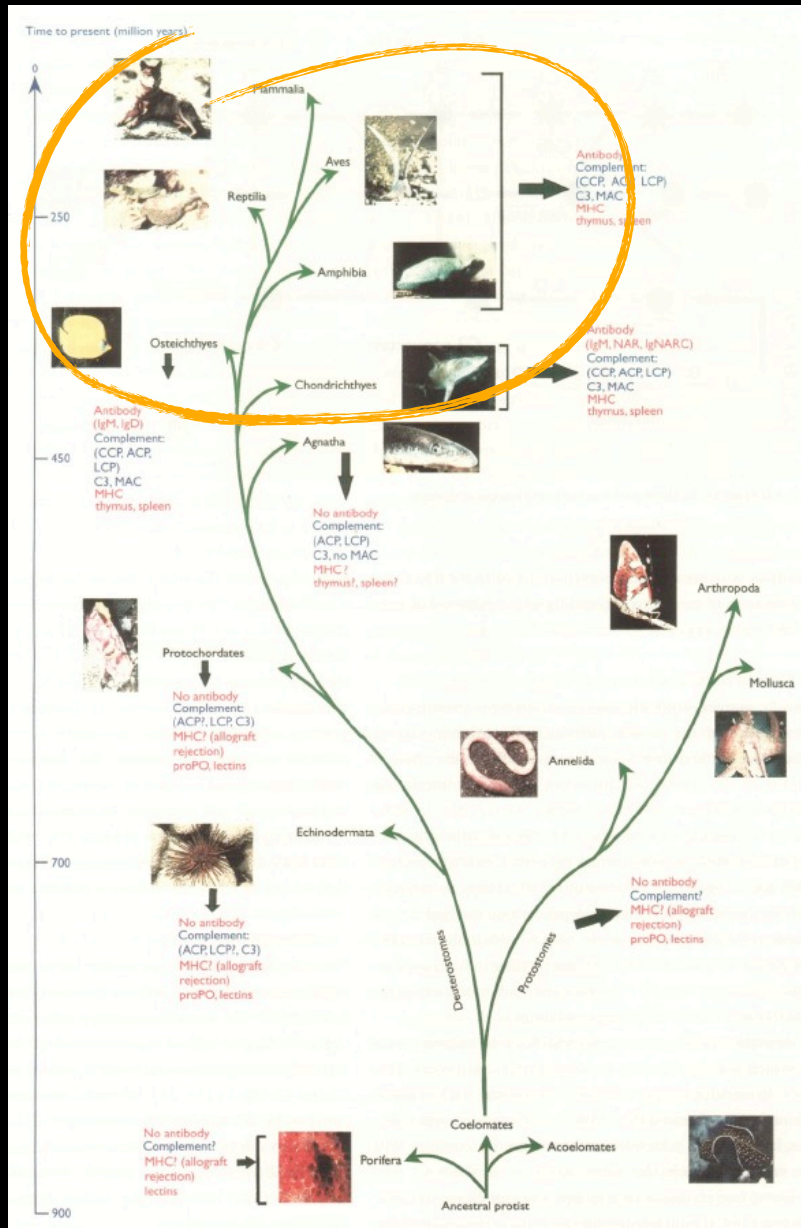 Time to present (million years)
0
Mammalia
Aves
Reptilia
250
Antibody
Complement:
(CCP, ACP, LCP)
C3, MAC
MHC
thymus, spleen
Amphibia
Osteichthyes
Antibody
(IgM, NAR, IgNARC)
Complement:
(CCP, ACP, LCP)
C3, MAC
MHC
thymus, spleen
Chondrichthyes
Antibody
(IgM, IgD)
Complement:
(CCP, ACP,
LCP)
C3, MAC
MHC
thymus, spleen
Agnatha
450
No antibody
Complement:
(ACP, LCP)
C3, no MAC
MHC?
thymus?, spleen?
Arthropoda
Protochordates
Mollusca
No antibody
Complement:
(ACP?, LCP, C3)
MHC? (allograft
rejection)
proPO, lectins
Annelida
Echinodermata
700
No antibody
Complement?
MHC? (allograft
rejection)
proPO, lectins
No antibody
Complement:
(ACP, LCP?, C3)
MHC? (allograft
rejection)
proPO, lectins
Deuterostomes
Protostomes
Coelomates
No antibody
Complement?
MHC? (allograft
rejection)
lectins
Porifera
Acoelomates
Ancestral protist
900